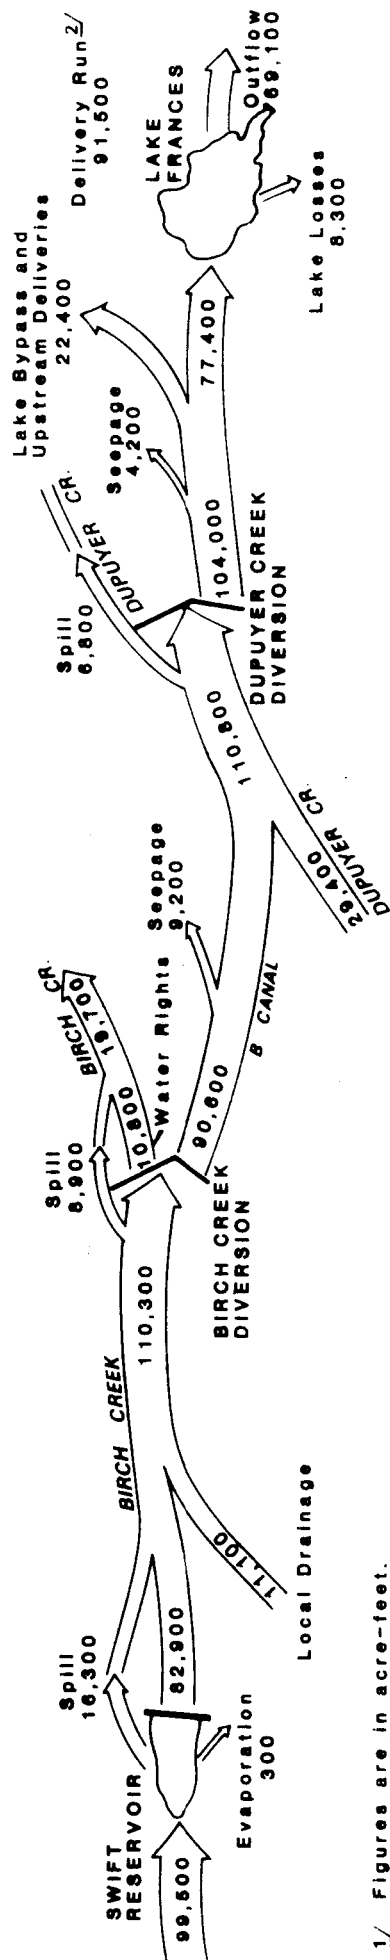 99,500
SWIFT
RESERVOIR
Evaporation
300
Spill
16,300
82,900
Local Drainage
11,100
BIRCH CREEK
110,300
Spill
8,900
BIRCH CREEK
DIVERSION
10,800
Water Rights
19,700
BIRCH CR.
90,600
B CANAL
Seepage
9,200
29,400
DUPUYER CR.
110,800
Spill
6,800
DUPUYER CR.
DUPUYER CREEK
DIVERSION
104,000
Seepage
4,200
Lake Bypass and
Upstream Deliveries
22,400
77,400
Delivery Run 2/
91,500
LAKE
FRANCES
Lake Losses
8,300
Outflow
69,100
1/ Figures are in acre-feet.